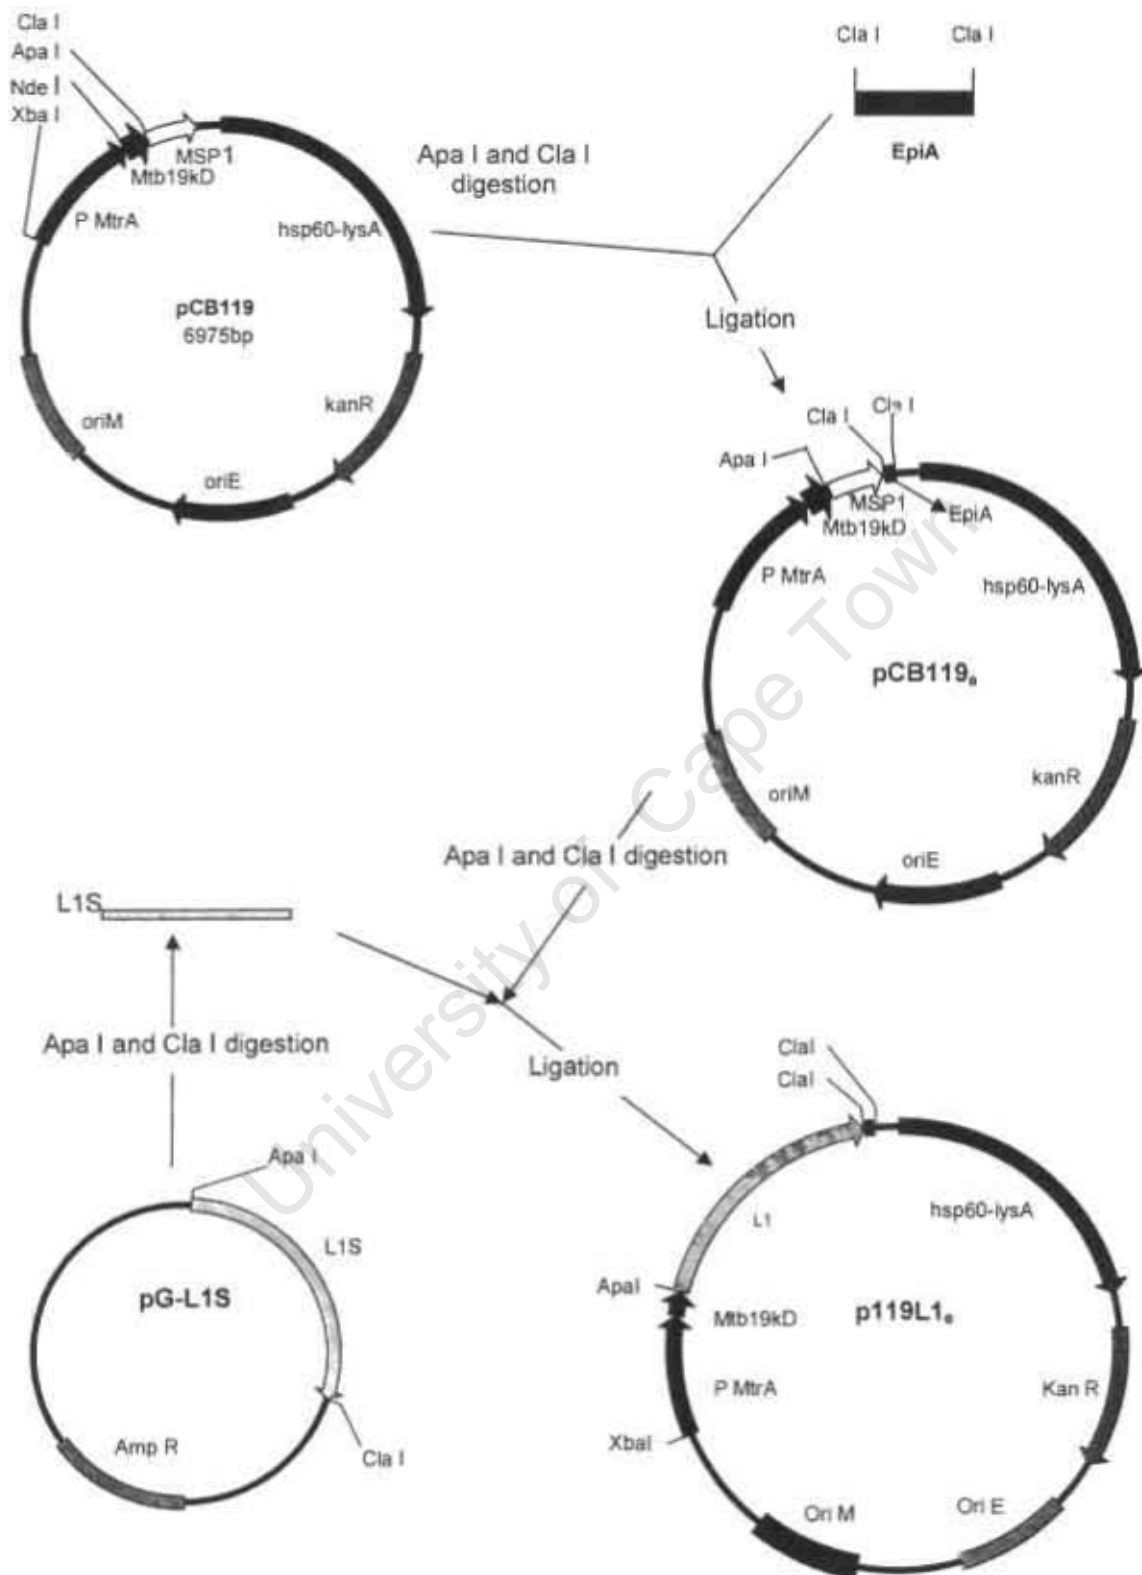 Cla I
Apa I
Nde I
Xba I
MSP1
Mtb19kD
P MtrA
hsp60-lysA
pCB119
6975bp
kanR
oriM
oriE
Apa I and Cla I
digestion
Cla I Cla I
EpiA
Ligation
Cla I Cla I
Apa I
MSP1
EpiA
Mtb19kD
P MtrA
hsp60-lysA
pCB119e
kanR
oriM
oriE
Apa I and Cla I digestion
L1S
Apa I and Cla I digestion
Ligation
Apa I
L1S
pG-L1S
Amp R
Cla I
ClaI
ClaI
hsp60-lysA
L1
ApaI
Mtb19kD
p119L1e
P MtrA
Kan R
XbaI
Ori M
Ori E
University of Cape Town